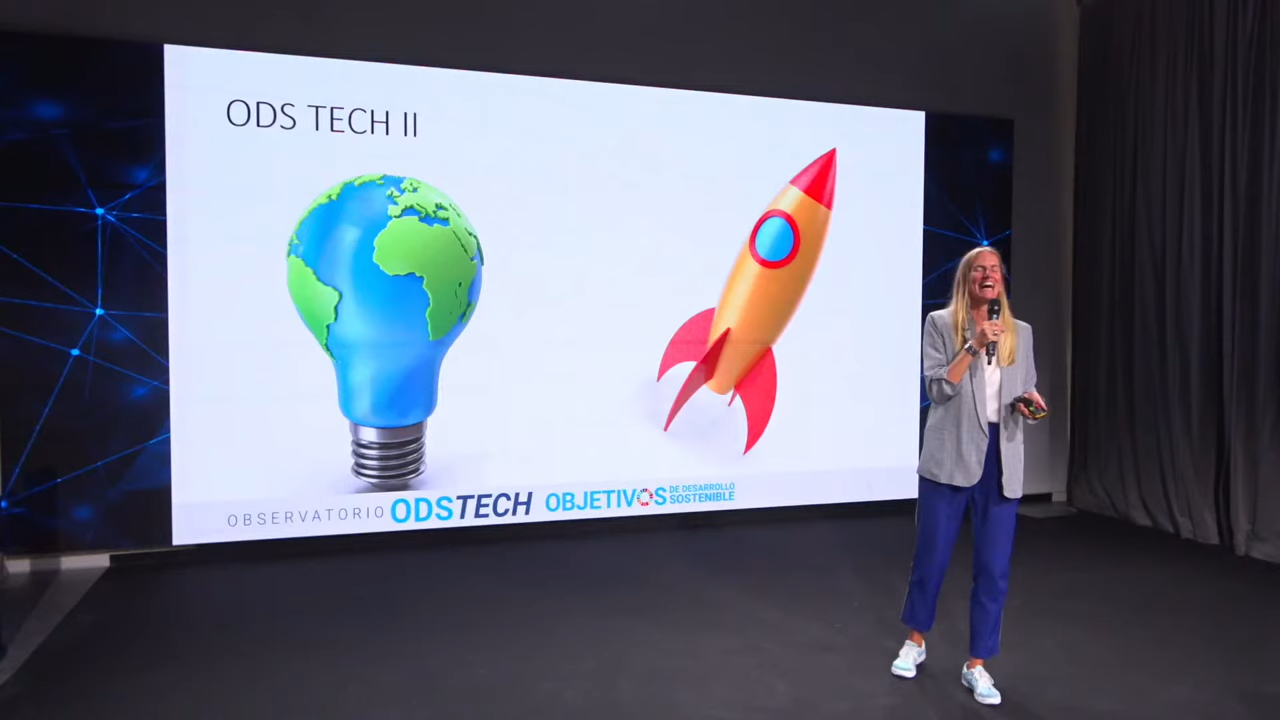 ODS TECH II
OBSERVATORIO ODSTECH OBJETIVOS DE DESARROLLO SOSTENIBLE